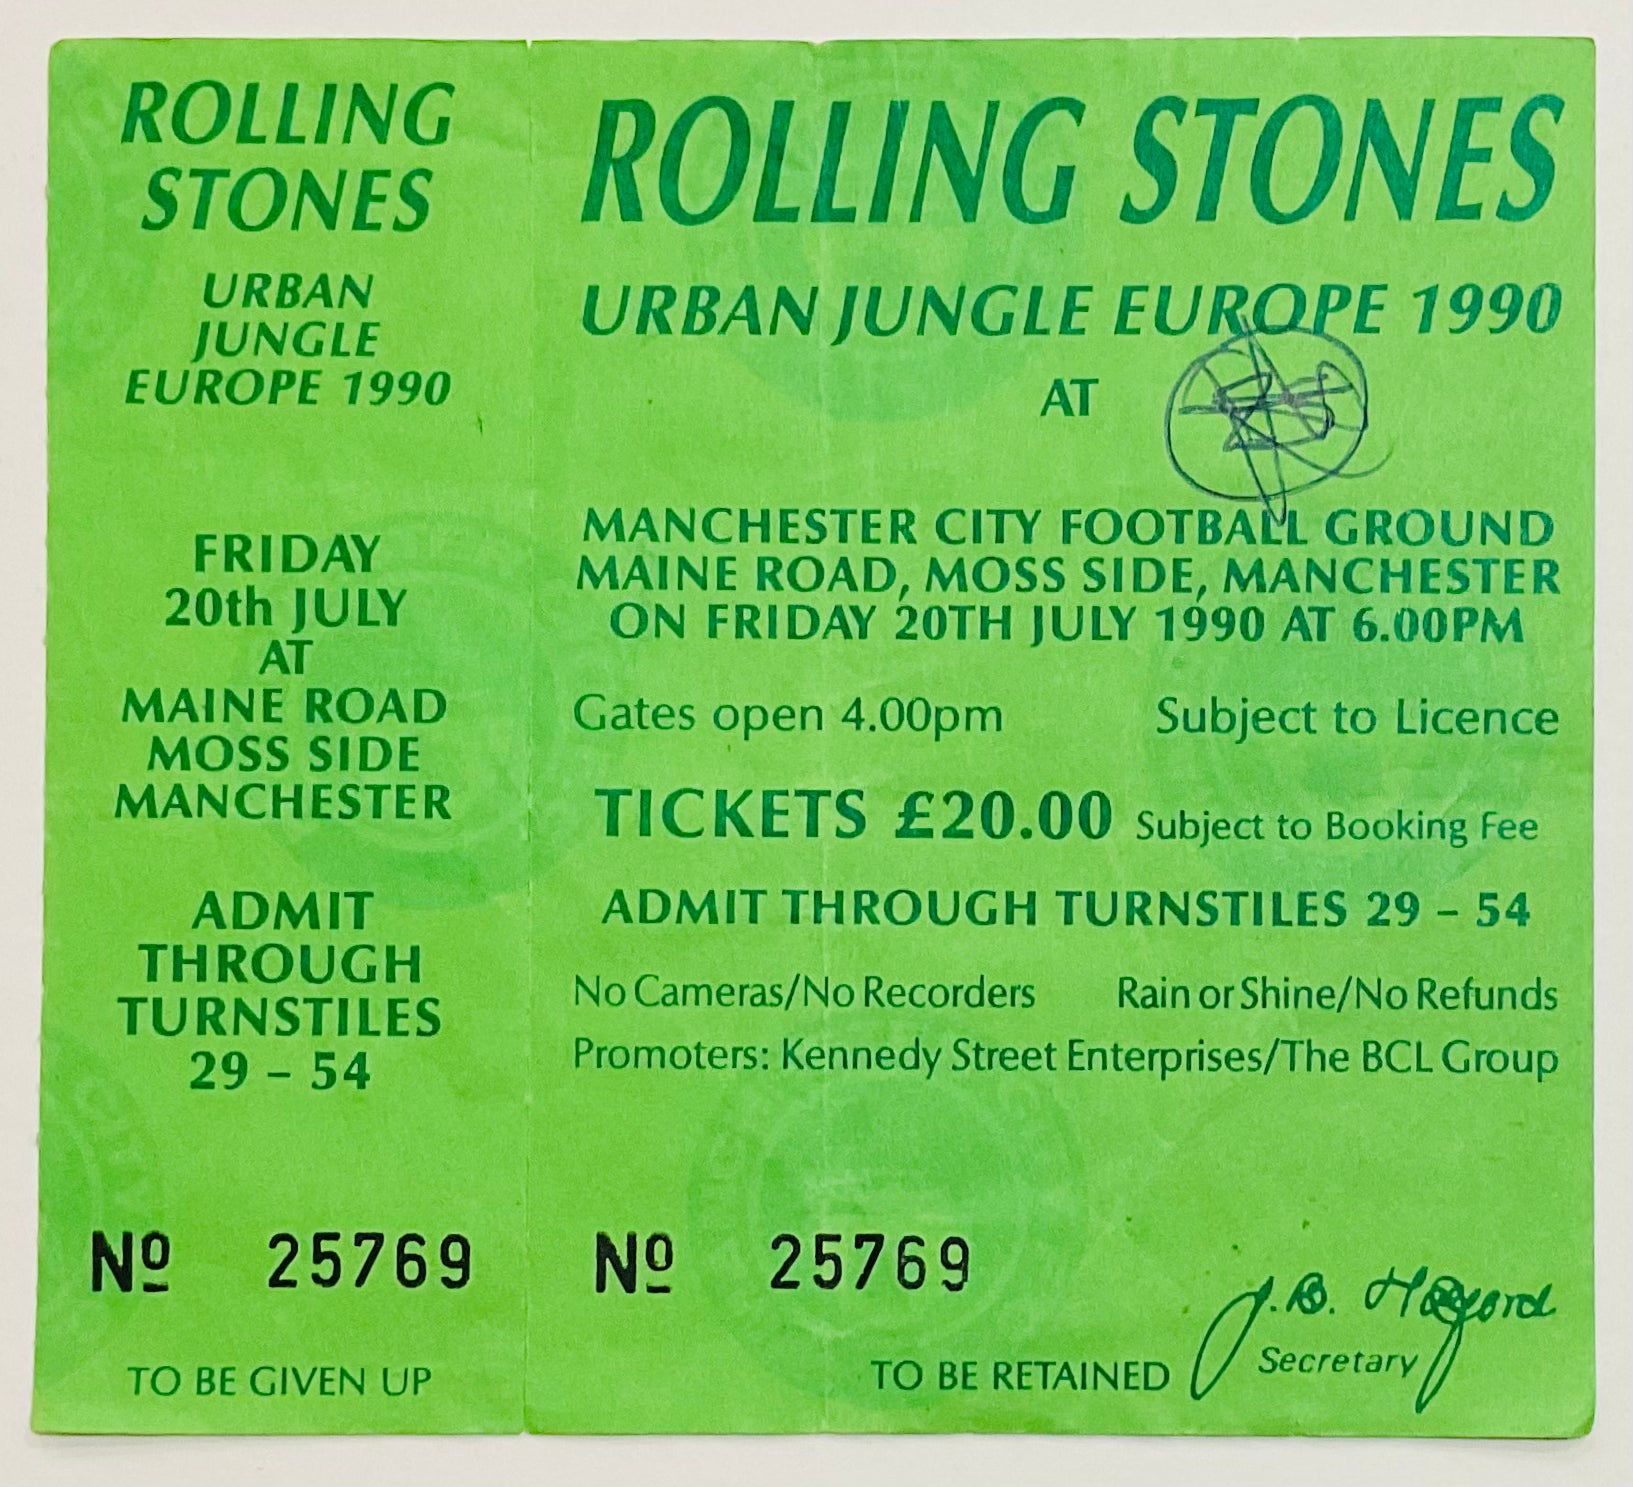 ROLLING
STONES
URBAN
JUNGLE
EUROPE 1990
FRIDAY
20th JULY
AT
MAINE ROAD
MOSS SIDE
MANCHESTER
ADMIT
THROUGH
TURNSTILES
29 – 54
Nº 25769
TO BE GIVEN UP
ROLLING STONES
URBAN JUNGLE EUROPE 1990
AT
MANCHESTER CITY FOOTBALL GROUND
MAINE ROAD, MOSS SIDE, MANCHESTER
ON FRIDAY 20TH JULY 1990 AT 6.00PM
Gates open 4.00pm Subject to Licence
TICKETS £20.00 Subject to Booking Fee
ADMIT THROUGH TURNSTILES 29 – 54
No Cameras/No Recorders Rain or Shine/No Refunds
Promoters: Kennedy Street Enterprises/The BCL Group
Nº 25769
J.B.
Secretary
TO BE RETAINED